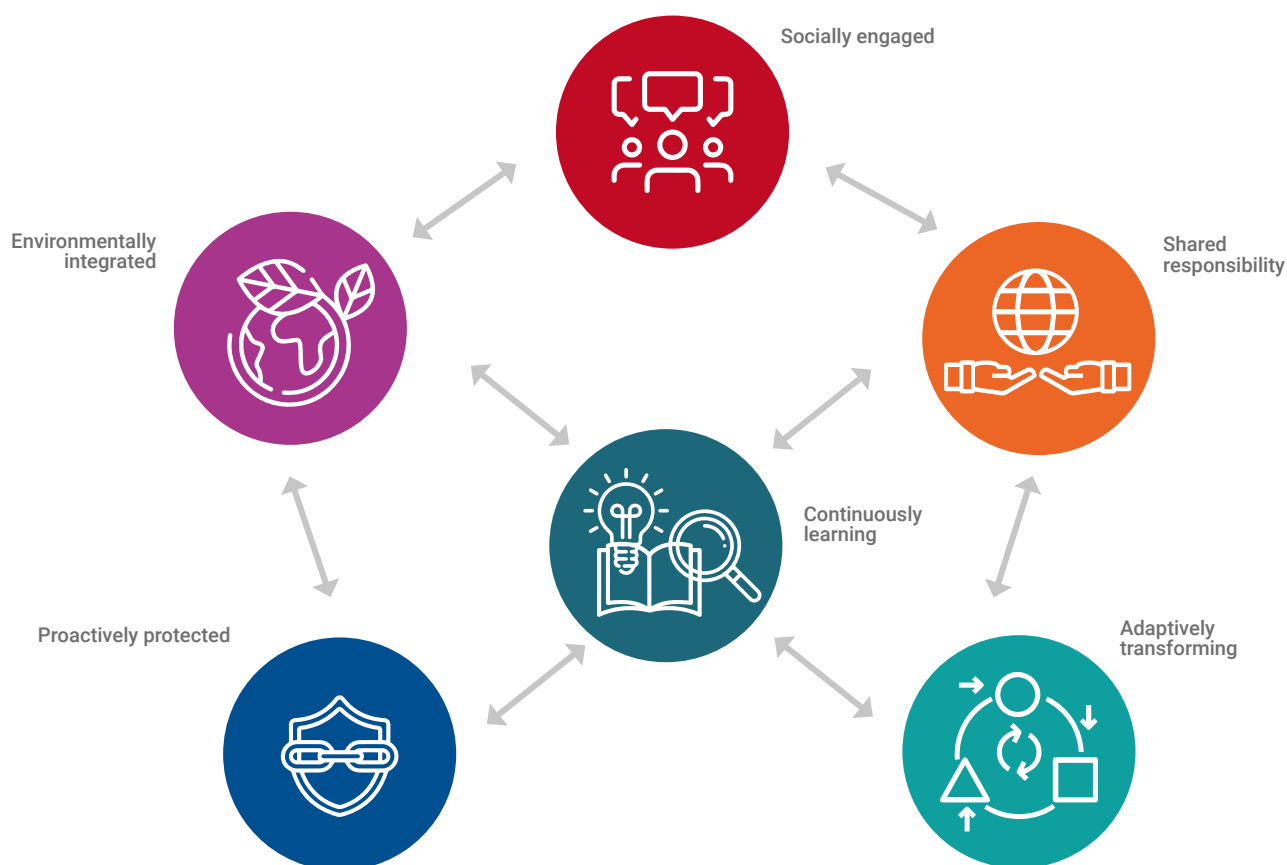 Socially engaged
Environmentally
integrated
Shared
responsibility
Continuously
learning
Proactively protected
Adaptively
transforming